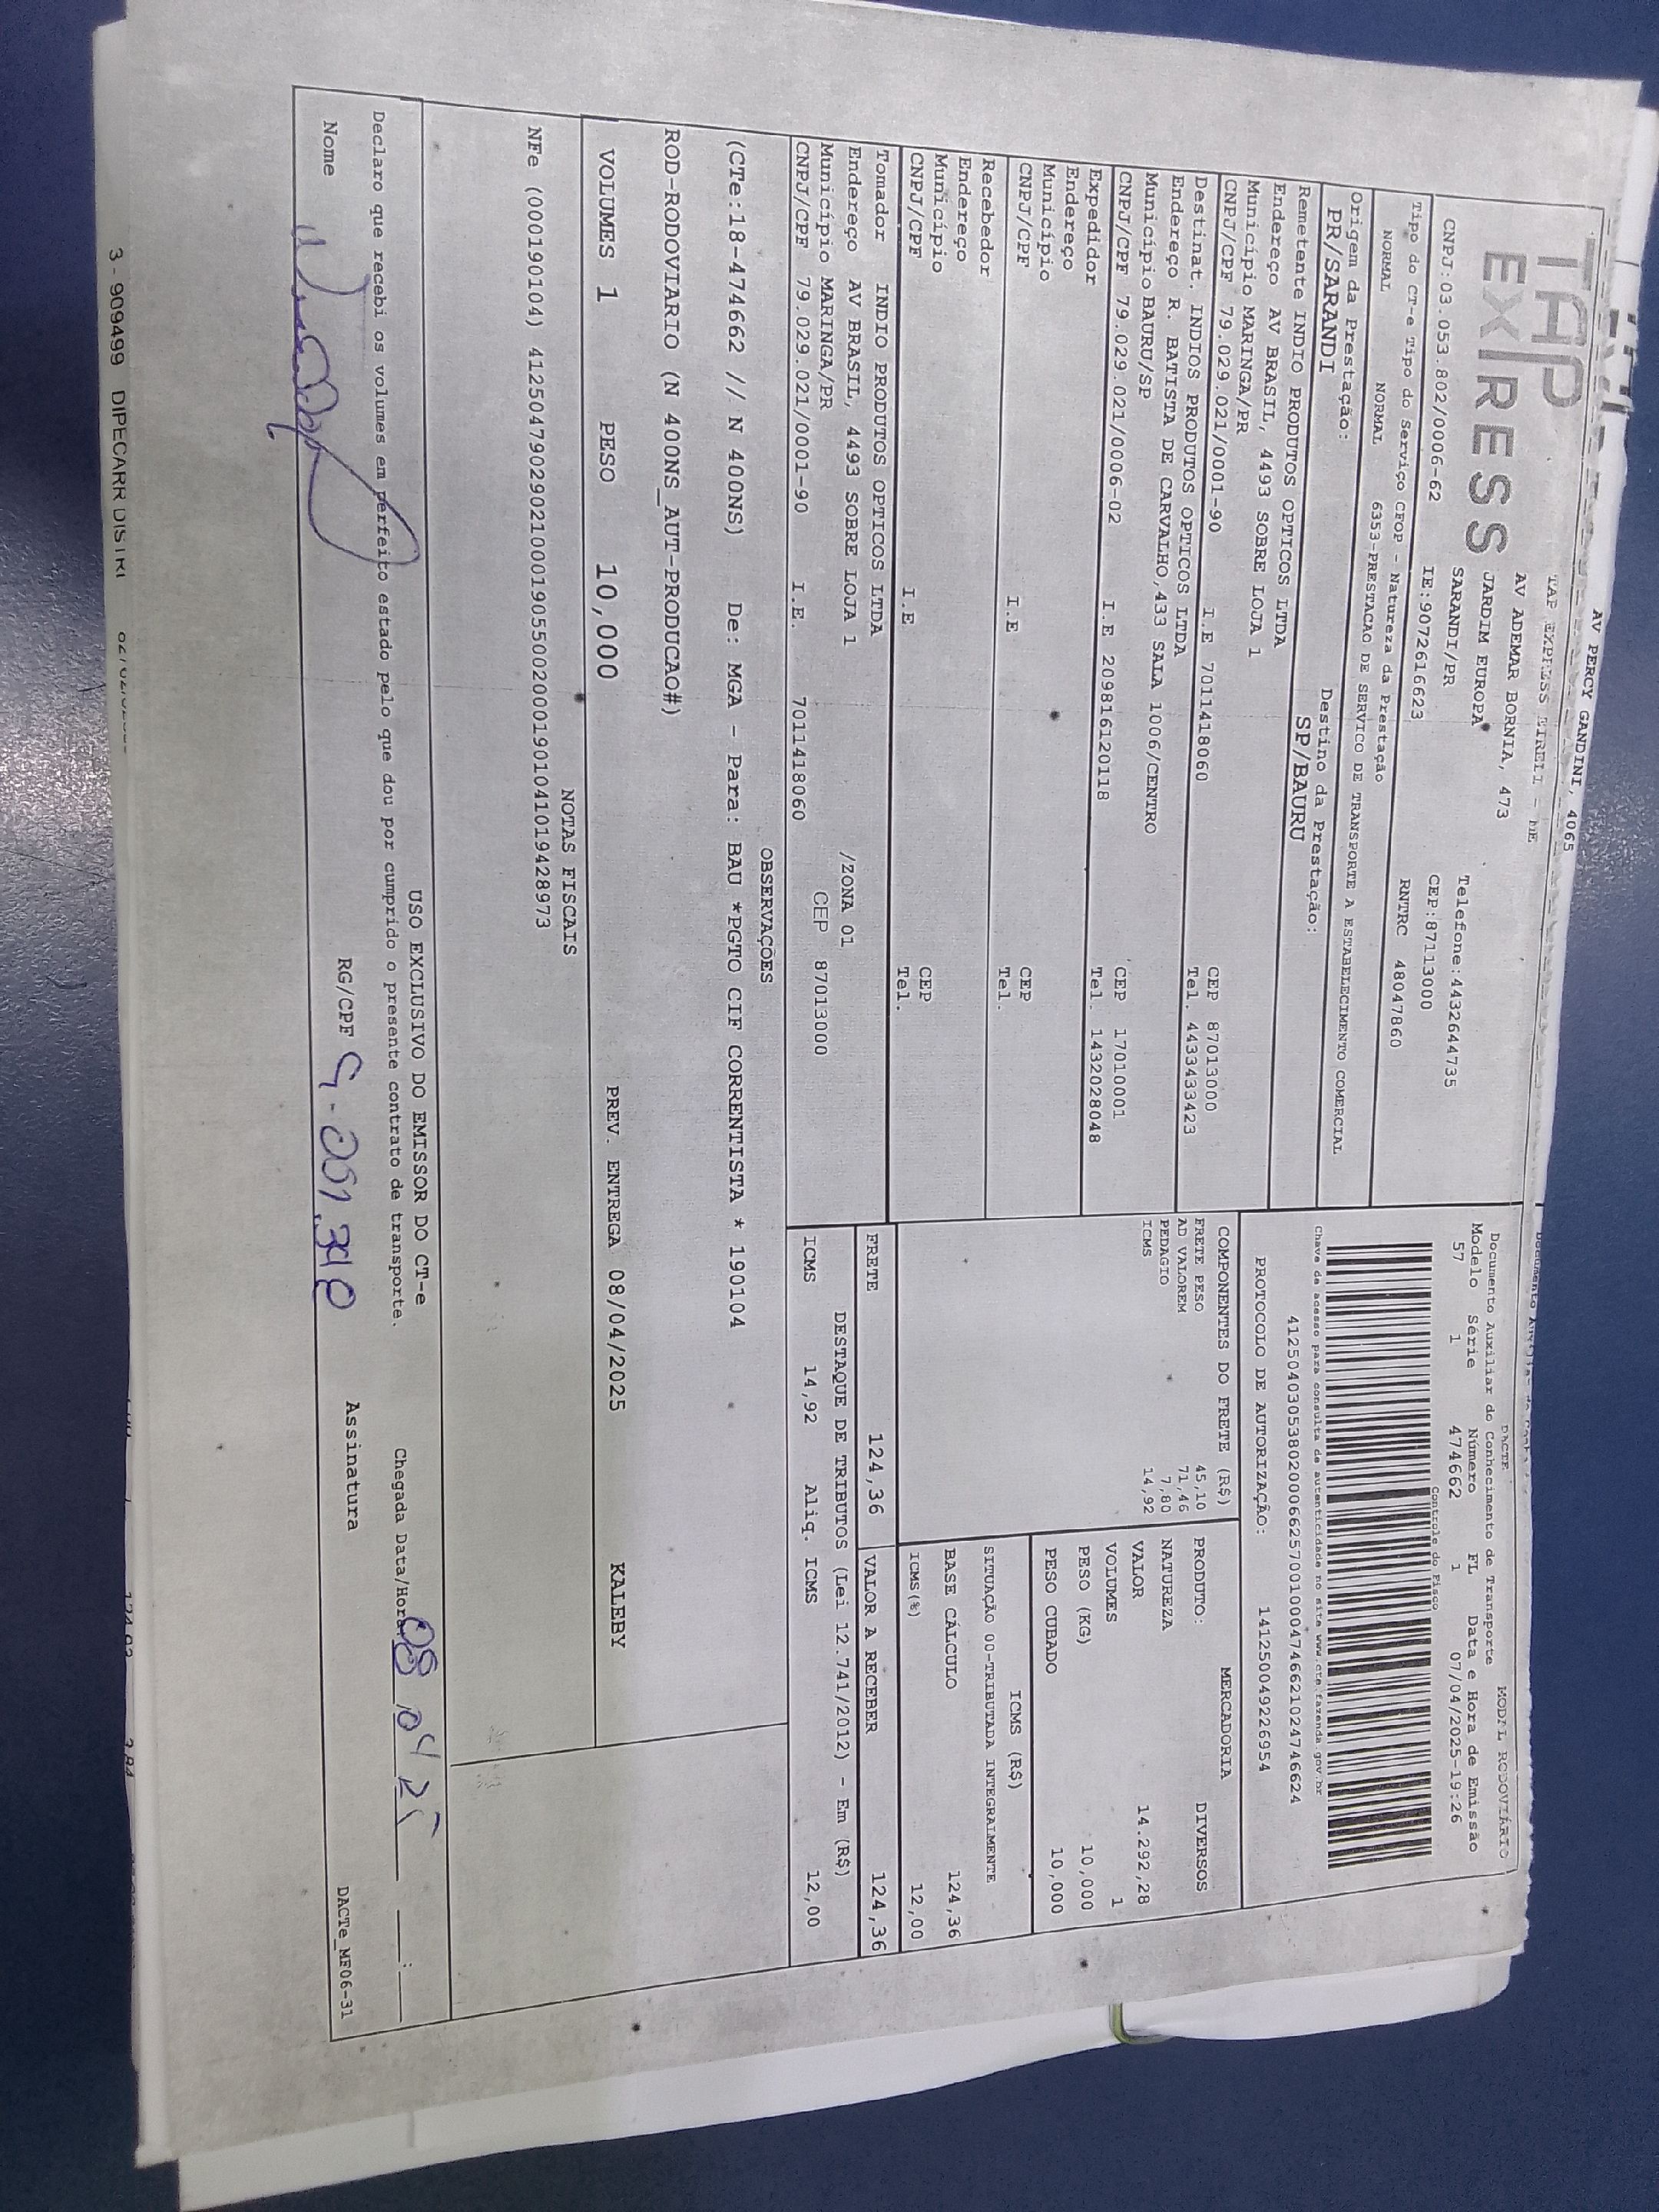 AV PERCY GANDINI, 4065
TAP EXPRESS
TAP EXPRESS EIRELI - ME
AV ADEMAR BORNIA, 473
JARDIM EUROPA
SARANDI/PR
Telefone:4432644735
CNPJ:03.053.802/0006-62 IE:9072616623 CEP:87113000
RNTRC 48047860
Tipo do CT-e Tipo do Serviço CFOP - Natureza da Prestação
NORMAL NORMAL 6353-PRESTACAO DE SERVICO DE TRANSPORTE A ESTABELECIMENTO COMERCIAL
Origem da Prestação: Destino da Prestação:
PR/SARANDI SP/BAURU
DACTE MODAL RODOVIÁRIO
Documento Auxiliar do Conhecimento de Transporte
Modelo Série Número FL Data e Hora de Emissão
57 1 474662 1 07/04/2025-19:26
Controle do Fisco
Chave de acesso para consulta de autenticidade no site www.cte.fazenda.gov.br
41250403053802000662570010004746621024746624
PROTOCOLO DE AUTORIZAÇÃO: 141250049226954
Remetente INDIO PRODUTOS OPTICOS LTDA
Endereço AV BRASIL, 4493 SOBRE LOJA 1
Município MARINGA/PR CEP 87013000
CNPJ/CPF 79.029.021/0001-90 I.E 7011418060 Tel. 4433433423
Destinat. INDIOS PRODUTOS OPTICOS LTDA
Endereço R. BATISTA DE CARVALHO,433 SALA 1006/CENTRO
Município BAURU/SP CEP 17010001
CNPJ/CPF 79.029.021/0006-02 I.E 209816120118 Tel. 1432028048
Expedidor
Endereço
Município CEP
CNPJ/CPF I.E Tel.
Recebedor
Endereço
Município CEP
CNPJ/CPF I.E Tel.
Tomador INDIO PRODUTOS OPTICOS LTDA
Endereço AV BRASIL, 4493 SOBRE LOJA 1 /ZONA 01
Município MARINGA/PR CEP 87013000
CNPJ/CPF 79.029.021/0001-90 I.E. 7011418060
COMPONENTES DO FRETE (R$)
FRETE PESO 45,10
AD VALOREM 71,46
PEDAGIO 7,80
ICMS 14,92
MERCADORIA
PRODUTO: DIVERSOS
NATUREZA
VALOR 14.292,28
VOLUMES 1
PESO (KG) 10,000
PESO CUBADO 10,000
ICMS (R$)
SITUAÇÃO 00-TRIBUTADA INTEGRALMENTE
BASE CÁLCULO 124,36
ICMS(%) 12,00
FRETE 124,36 VALOR A RECEBER 124,36
DESTAQUE DE TRIBUTOS (Lei 12.741/2012) - Em (R$)
ICMS 14,92 Aliq. ICMS 12,00
OBSERVAÇÕES
(CTe:18-474662 // N 400NS) De: MGA - Para: BAU *PGTO CIF CORRENTISTA * 190104
ROD-RODOVIARIO (N 400NS_AUT-PRODUCAO#)
VOLUMES 1 PESO 10,000 PREV. ENTREGA 08/04/2025 KALEBY
NOTAS FISCAIS
NFe (000190104) 41250479029021000190550020001901041019428973
USO EXCLUSIVO DO EMISSOR DO CT-e
Declaro que recebi os volumes em perfeito estado pelo que dou por cumprido o presente contrato de transporte.
Chegada Data/Hora 08 04 25 __:__
Nome RG/CPF Assinatura
DACTe_MF06-31
3 - 909499 DIPECARR DISTRI